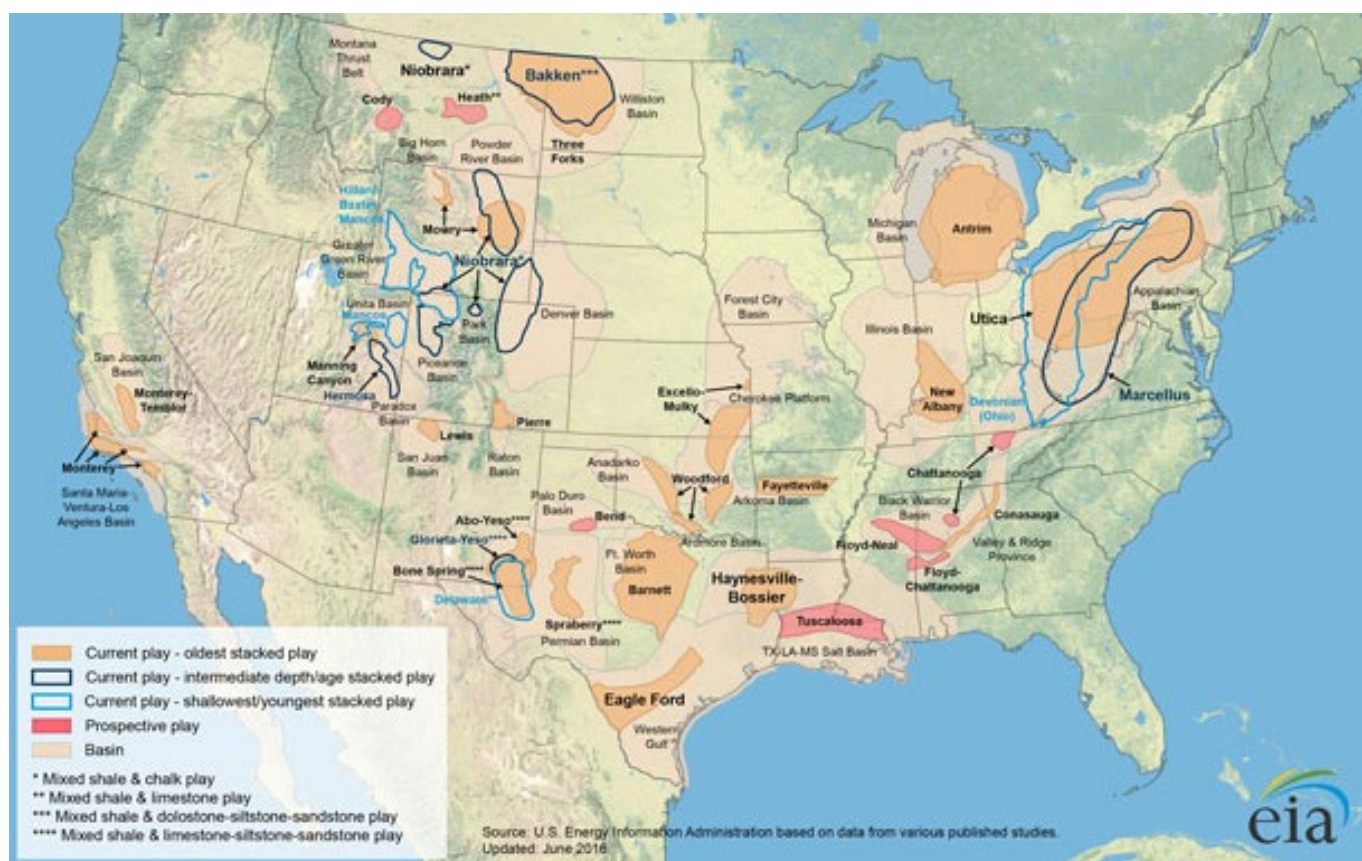 Montana
Thrust
Belt
Niobrara*
Bakken***
Williston
Basin
Cody
Heath**
Big Horn
Basin
Powder
River Basin
Three
Forks
Hilliard-
Baxter-
Mancos
Mowry
Greater
Green River
Basin
Niobrara*
Michigan
Basin
Antrim
Uinta Basin
Mancos
Park
Basin
Denver Basin
Forest City
Basin
Illinois Basin
Utica
Appalachian
Basin
San Joaquin
Basin
Monterey-
Temblor
Manning
Canyon
Hermosa
Piceance
Basin
Paradox
Basin
Excello-
Mulky
Cherokee Platform
New
Albany
Devonian
(Ohio)
Marcellus
Pierre
Lewis
San Juan
Basin
Raton
Basin
Monterey
Santa Maria-
Ventura-Los
Angeles Basin
Anadarko
Basin
Woodford
Arkoma Basin
Fayetteville
Chattanooga
Black Warrior
Basin
Conasauga
Palo Duro
Basin
Bend
Abo-Yeso****
Glorieta-Yeso****
Bone Spring****
Delaware
Ardmore Basin
Floyd-Neal
Valley & Ridge
Province
Floyd-
Chattanooga
Ft. Worth
Basin
Barnett
Haynesville-
Bossier
Spraberry****
Permian Basin
Tuscaloosa
TX-LA-MS Salt Basin
Eagle Ford
Western
Gulf
Current play - oldest stacked play
Current play - intermediate depth/age stacked play
Current play - shallowest/youngest stacked play
Prospective play
Basin
* Mixed shale & chalk play
** Mixed shale & limestone play
*** Mixed shale & dolostone-siltstone-sandstone play
**** Mixed shale & limestone-siltstone-sandstone play
Source: U.S. Energy Information Administration based on data from various published studies.
Updated: June 2016
eia